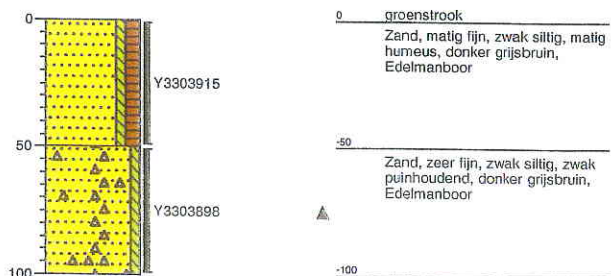 0
50
100
Y3303915
Y3303898
0
groenstrook
Zand, matig fijn, zwak siltig, matig
humeus, donker grijsbruin,
Edelmanboor
-50
Zand, zeer fijn, zwak siltig, zwak
puinhoudend, donker grijsbruin,
Edelmanboor
-100